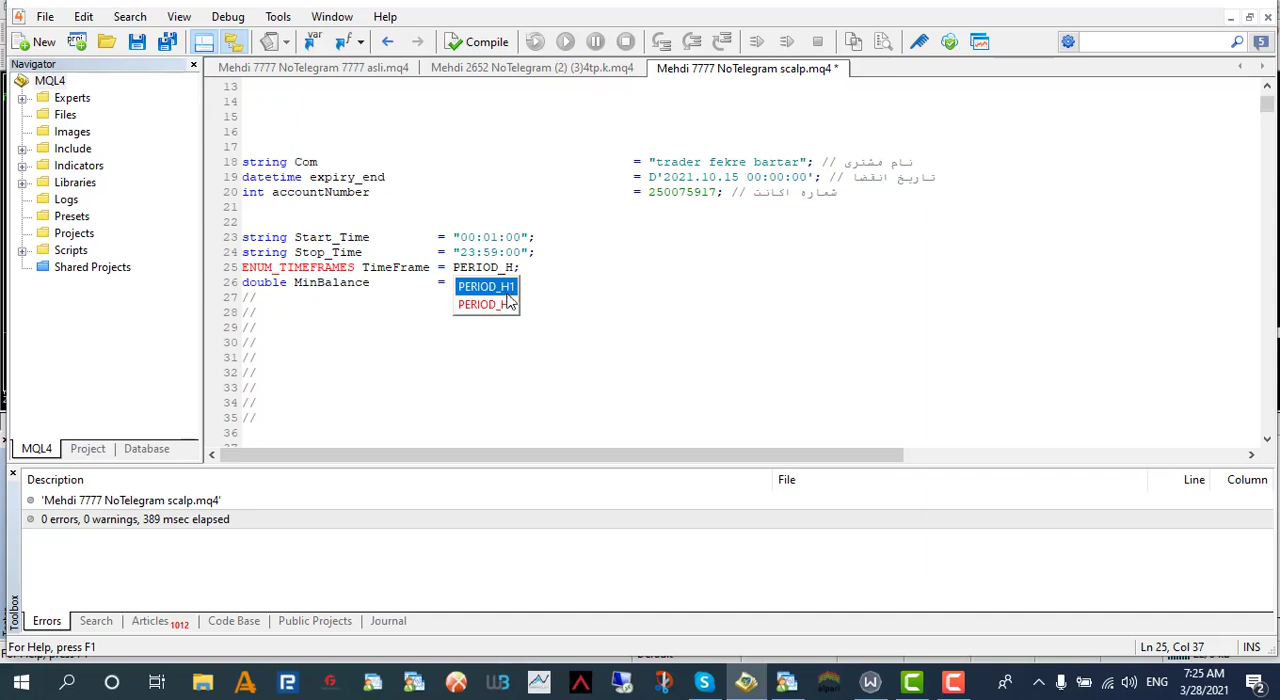 File Edit Search View Debug Tools Window Help
New Compile 5
Navigator
Mehdi 7777 NoTelegram 7777 asli.mq4 Mehdi 2652 NoTelegram (2) (3)4tp.k.mq4 Mehdi 7777 NoTelegram scalp.mq4 *
MQL4
Experts
Files
Images
Include
Indicators
Libraries
Logs
Presets
Projects
Scripts
Shared Projects
MQL4 Project Database
13
14
15
16
17
18 string Com = "trader fekre bartar"; // نام مشتری
19 datetime expiry_end = D'2021.10.15 00:00:00'; // تاریخ انقضا
20 int accountNumber = 250075917; // شماره اکانت
21
22
23 string Start_Time = "00:01:00";
24 string Stop_Time = "23:59:00";
25 ENUM_TIMEFRAMES TimeFrame = PERIOD_H;
26 double MinBalance =
PERIOD_H1
27 //
28 //
29 //
30 //
31 //
32 //
33 //
34 //
35 //
36
Description File Line Column
'Mehdi 7777 NoTelegram scalp.mq4'
0 errors, 0 warnings, 389 msec elapsed
Toolbox
Errors Search Articles 1012 Code Base Public Projects Journal
For Help, press F1 Ln 25, Col 37 INS
ENG 7:25 AM
3/28/2021 2